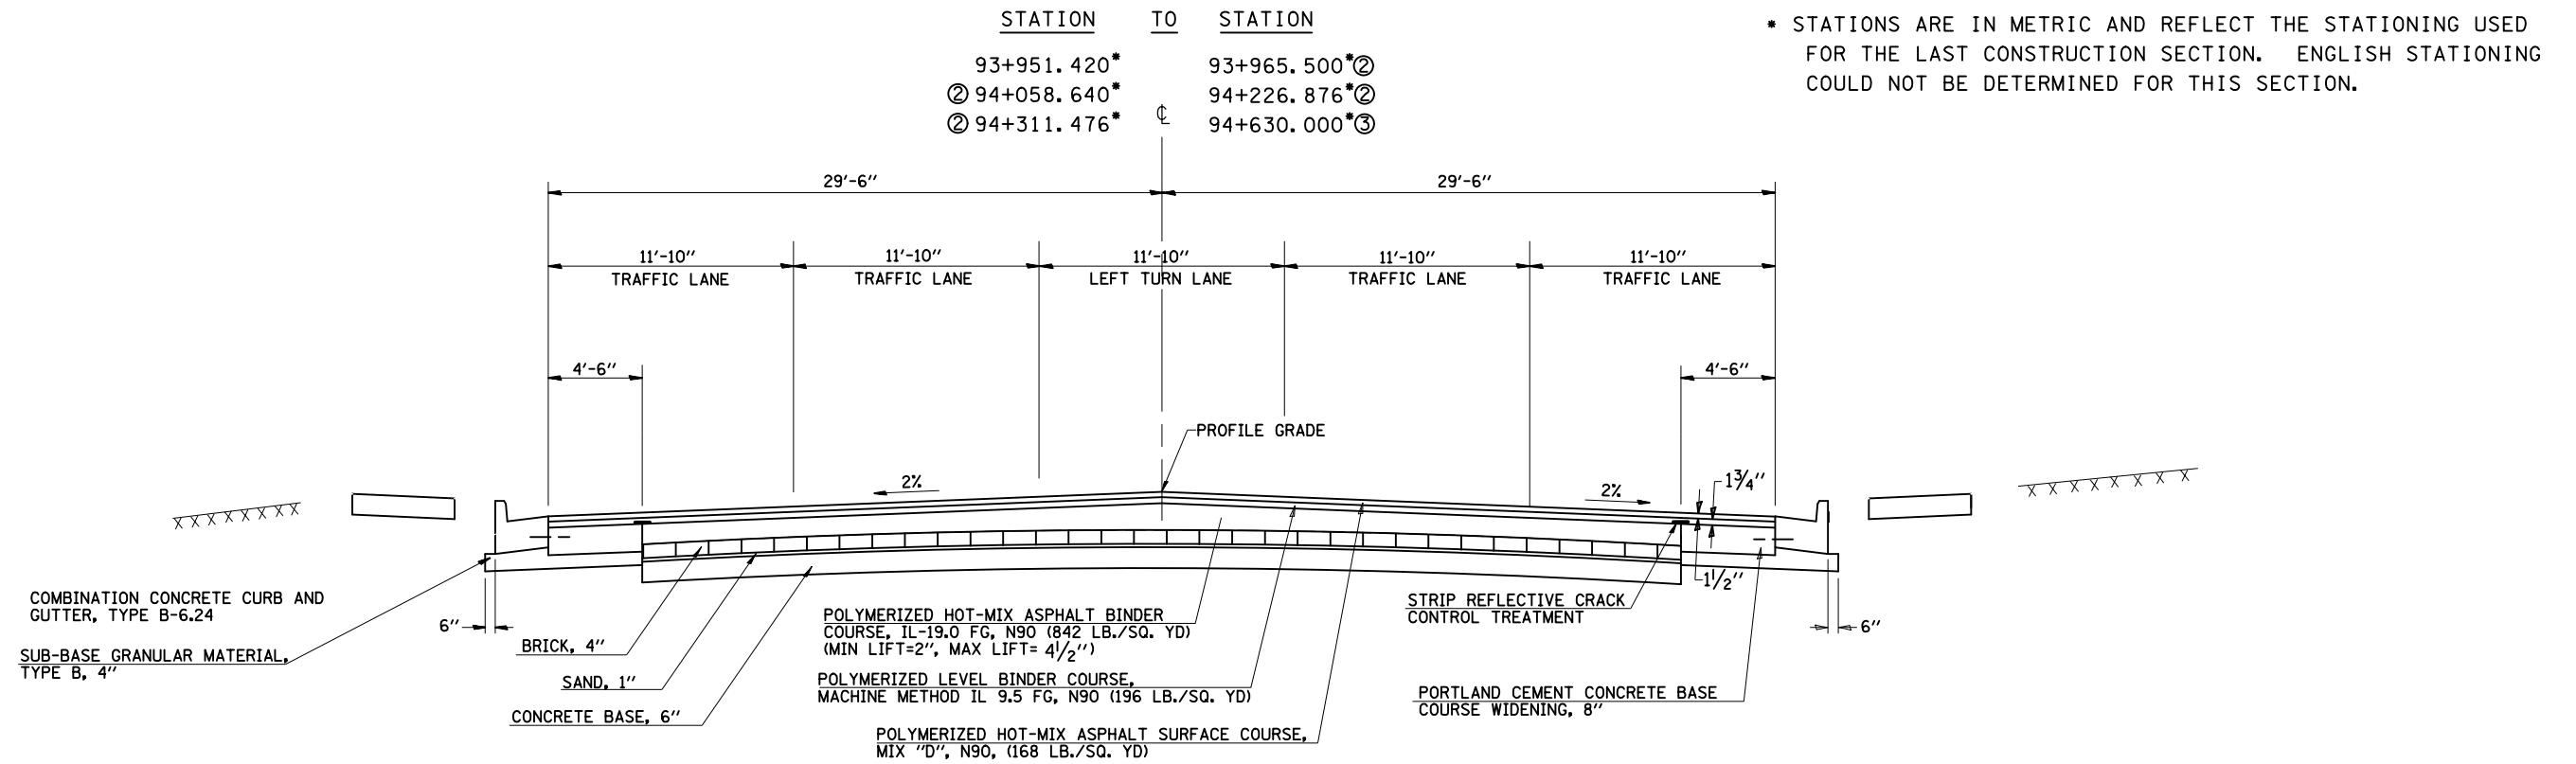 STATION TO STATION
93+951.420* 93+965.500*②
② 94+058.640* 94+226.876*②
② 94+311.476* ℄ 94+630.000*③
* STATIONS ARE IN METRIC AND REFLECT THE STATIONING USED
FOR THE LAST CONSTRUCTION SECTION. ENGLISH STATIONING
COULD NOT BE DETERMINED FOR THIS SECTION.
29'-6" 29'-6"
11'-10" 11'-10" 11'-10" 11'-10" 11'-10"
TRAFFIC LANE TRAFFIC LANE LEFT TURN LANE TRAFFIC LANE TRAFFIC LANE
4'-6" 4'-6"
PROFILE GRADE
2% 2% 1¾"
1½"
COMBINATION CONCRETE CURB AND
GUTTER, TYPE B-6.24
6" 6"
SUB-BASE GRANULAR MATERIAL,
TYPE B, 4"
BRICK, 4"
SAND, 1"
CONCRETE BASE, 6"
POLYMERIZED HOT-MIX ASPHALT BINDER
COURSE, IL-19.0 FG, N90 (842 LB./SQ. YD)
(MIN LIFT=2", MAX LIFT= 4½")
POLYMERIZED LEVEL BINDER COURSE,
MACHINE METHOD IL 9.5 FG, N90 (196 LB./SQ. YD)
POLYMERIZED HOT-MIX ASPHALT SURFACE COURSE,
MIX "D", N90, (168 LB./SQ. YD)
STRIP REFLECTIVE CRACK
CONTROL TREATMENT
PORTLAND CEMENT CONCRETE BASE
COURSE WIDENING, 8"